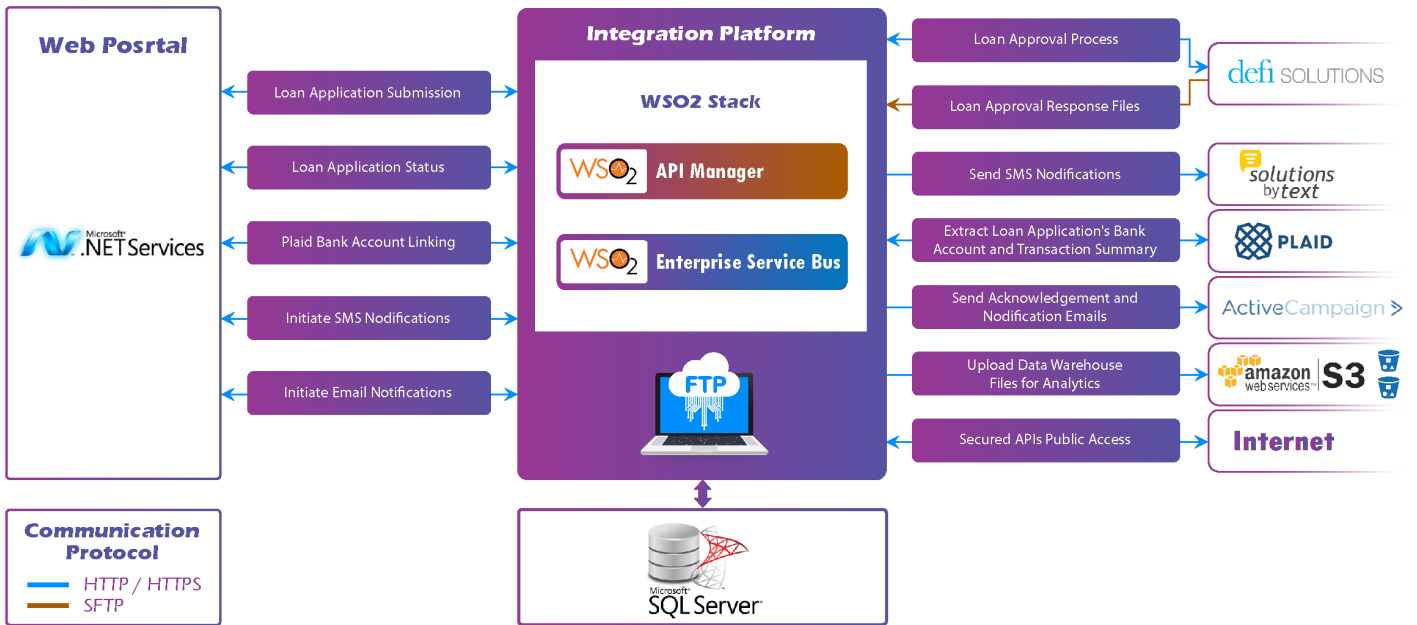 Web Posrtal
Microsoft®
.NET Services
Loan Application Submission
Loan Application Status
Plaid Bank Account Linking
Initiate SMS Nodifications
Initiate Email Notifications
Integration Platform
WSO2 Stack
WSO2
API Manager
WSO2
Enterprise Service Bus
FTP
Loan Approval Process
Loan Approval Response Files
Send SMS Nodifications
Extract Loan Application's Bank
Account and Transaction Summary
Send Acknowledgement and
Nodification Emails
Upload Data Warehouse
Files for Analytics
Secured APIs Public Access
defi SOLUTIONS
solutions
by text
PLAID
ActiveCampaign >
amazon
webservices™
S3
Internet
Communication
Protocol
HTTP / HTTPS
SFTP
Microsoft®
SQL Server®